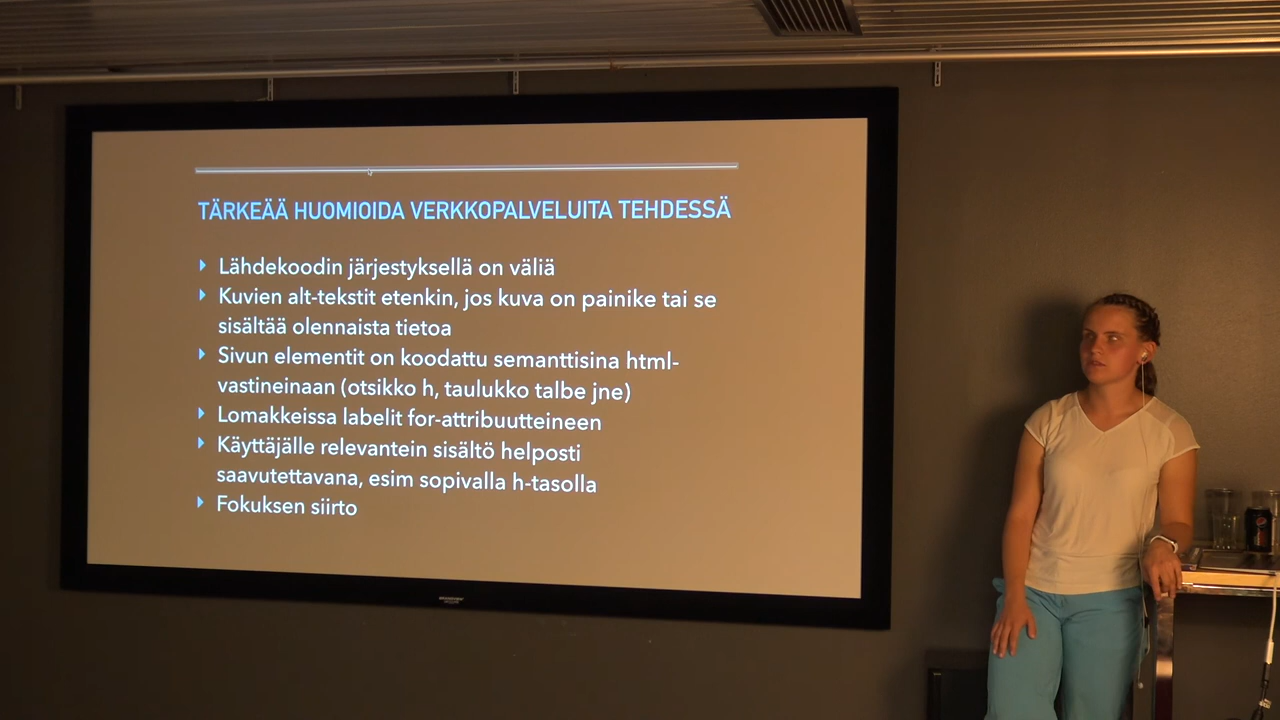 TÄRKEÄÄ HUOMIOIDA VERKKOPALVELUITA TEHDESSÄ
Lähdekoodin järjestyksellä on väliä
Kuvien alt-tekstit etenkin, jos kuva on painike tai se
sisältää olennaista tietoa
Sivun elementit on koodattu semanttisina html-
vastineinaan (otsikko h, taulukko talbe jne)
Lomakkeissa labelit for-attribuutteineen
Käyttäjälle relevantein sisältö helposti
saavutettavana, esim sopivalla h-tasolla
Fokuksen siirto